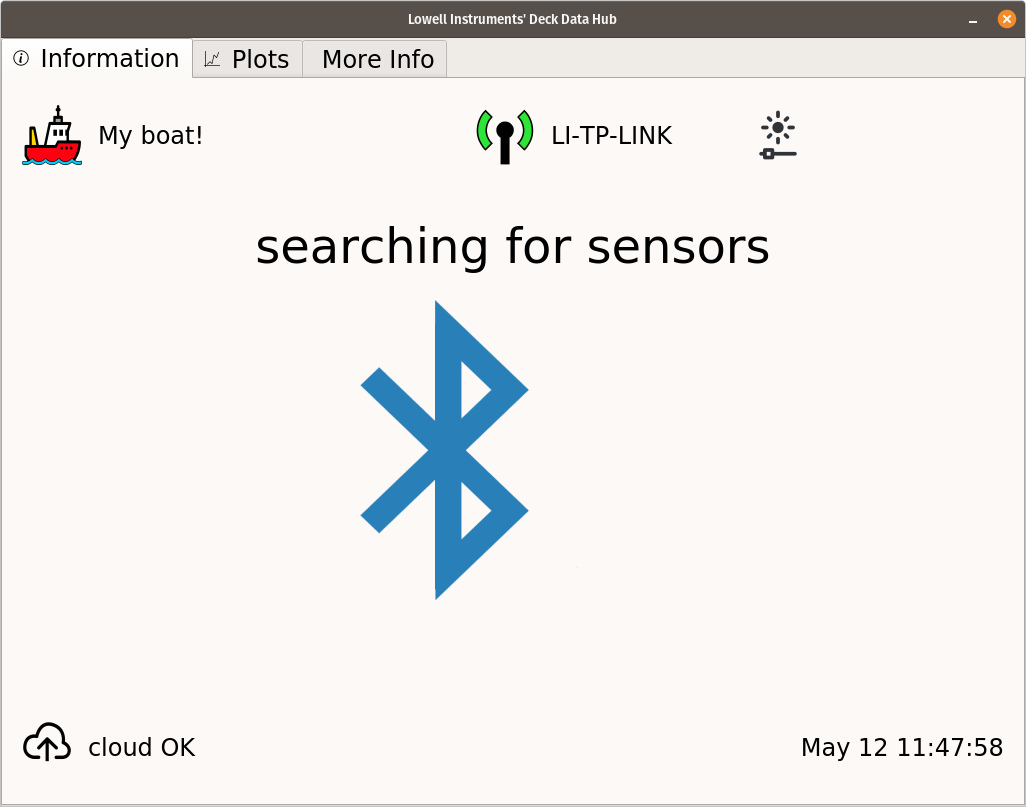 Lowell Instruments' Deck Data Hub
Information Plots More Info
My boat! LI-TP-LINK
searching for sensors
cloud OK May 12 11:47:58